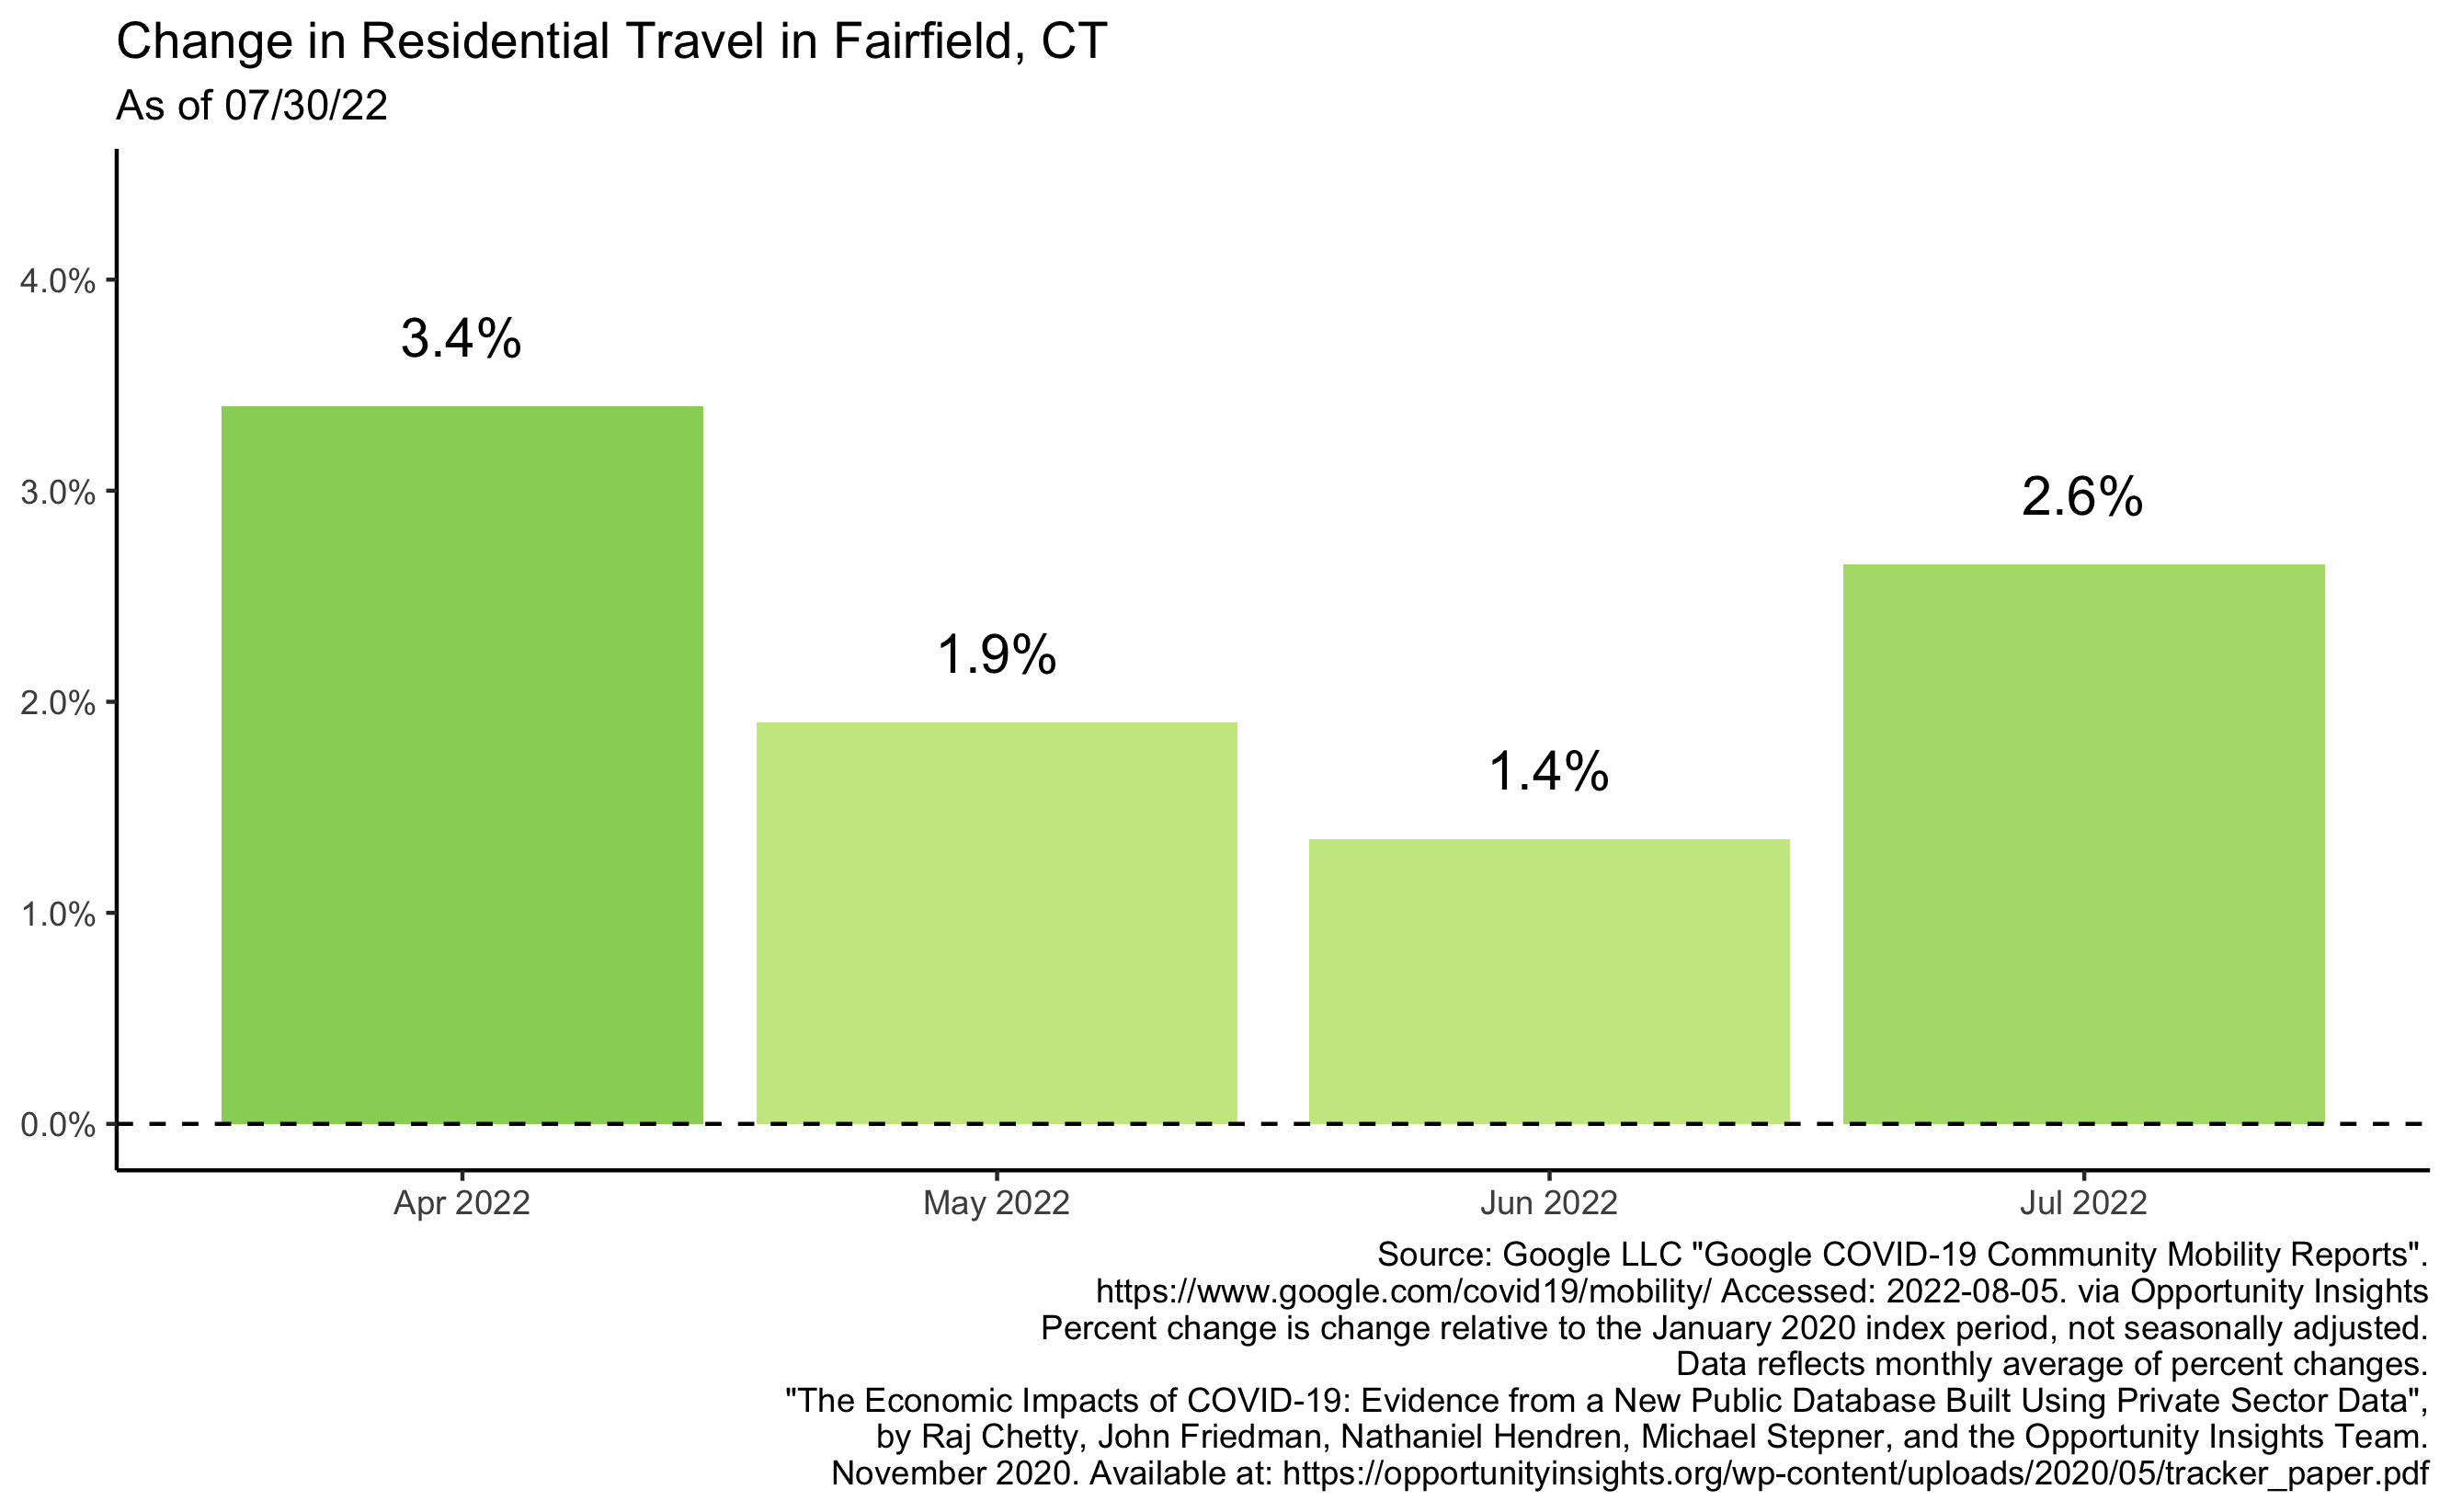 Change in Residential Travel in Fairfield, CT
As of 07/30/22
4.0%
3.0%
2.0%
1.0%
0.0%
3.4%
1.9%
1.4%
2.6%
Apr 2022
May 2022
Jun 2022
Jul 2022
Source: Google LLC "Google COVID-19 Community Mobility Reports".
https://www.google.com/covid19/mobility/ Accessed: 2022-08-05. via Opportunity Insights
Percent change is change relative to the January 2020 index period, not seasonally adjusted.
Data reflects monthly average of percent changes.
"The Economic Impacts of COVID-19: Evidence from a New Public Database Built Using Private Sector Data",
by Raj Chetty, John Friedman, Nathaniel Hendren, Michael Stepner, and the Opportunity Insights Team.
November 2020. Available at: https://opportunityinsights.org/wp-content/uploads/2020/05/tracker_paper.pdf